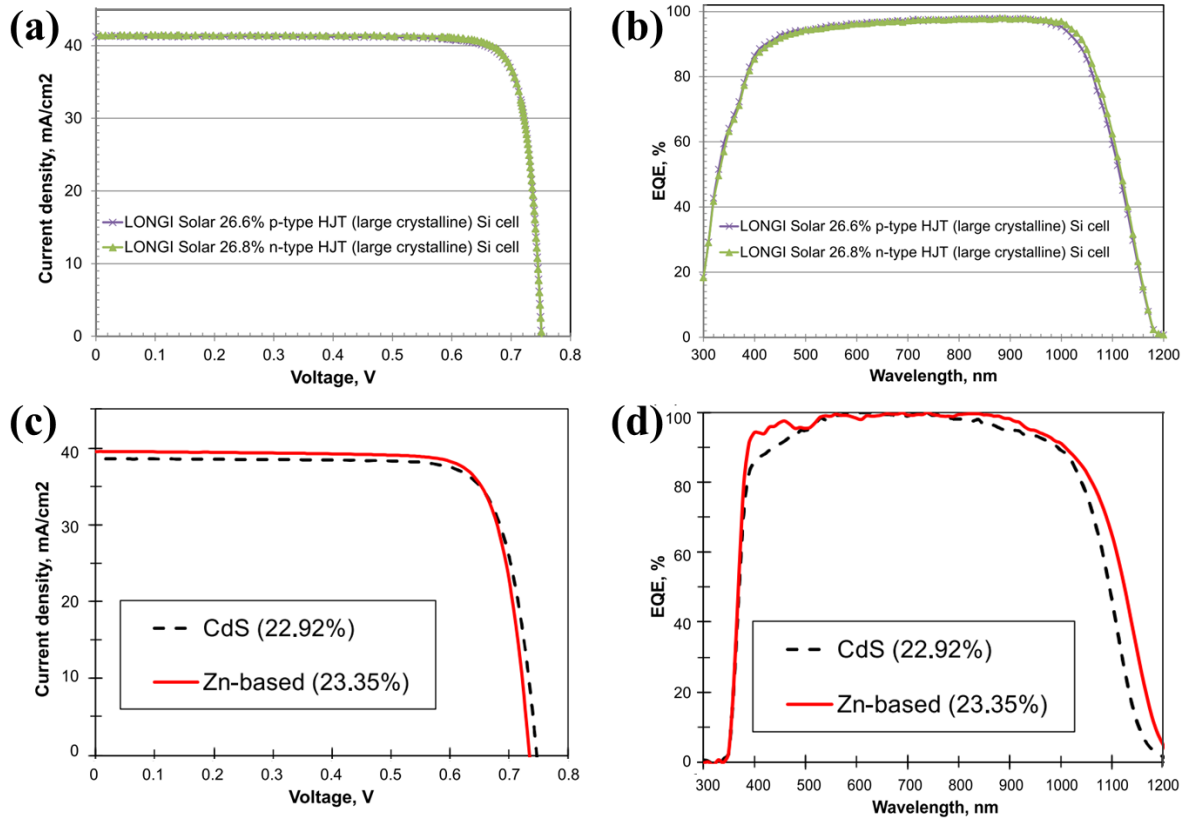 (a)
40
30
20
10
0
Current density, mA/cm2
LONGI Solar 26.6% p-type HJT (large crystalline) Si cell
LONGI Solar 26.8% n-type HJT (large crystalline) Si cell
0 0.1 0.2 0.3 0.4 0.5 0.6 0.7 0.8
Voltage, V
(b)
100
80
60
40
20
0
EQE, %
LONGI Solar 26.6% p-type HJT (large crystalline) Si cell
LONGI Solar 26.8% n-type HJT (large crystalline) Si cell
300 400 500 600 700 800 900 1000 1100 1200
Wavelength, nm
(c)
40
30
20
10
0
Current density, mA/cm2
CdS (22.92%)
Zn-based (23.35%)
0 0.1 0.2 0.3 0.4 0.5 0.6 0.7 0.8
Voltage, V
(d)
100
80
60
40
20
0
EQE, %
CdS (22.92%)
Zn-based (23.35%)
300 400 500 600 700 800 900 1000 1100 1200
Wavelength, nm